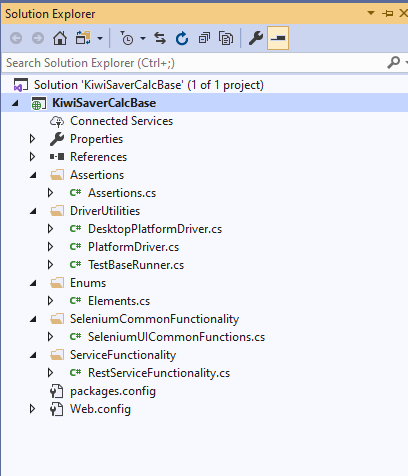 Solution Explorer
Search Solution Explorer (Ctrl+;)
Solution 'KiwiSaverCalcBase' (1 of 1 project)
KiwiSaverCalcBase
Connected Services
Properties
References
Assertions
C# Assertions.cs
DriverUtilities
C# DesktopPlatformDriver.cs
C# PlatformDriver.cs
C# TestBaseRunner.cs
Enums
C# Elements.cs
SeleniumCommonFunctionality
C# SeleniumUICommonFunctions.cs
ServiceFunctionality
C# RestServiceFunctionality.cs
packages.config
Web.config